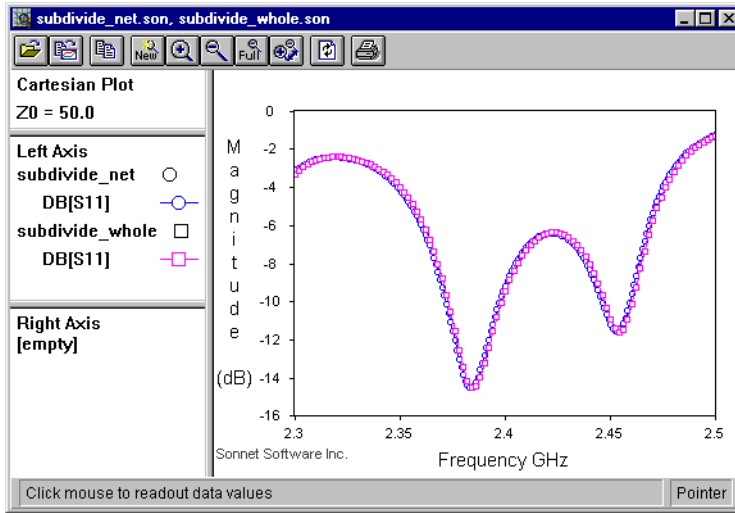 subdivide_net.son, subdivide_whole.son
New
Full
Cartesian Plot
Z0 = 50.0
Left Axis
subdivide_net
DB[S11]
subdivide_whole
DB[S11]
Right Axis
[empty]
Magnitude
(dB)
0
-2
-4
-6
-8
-10
-12
-14
-16
2.3
2.35
2.4
2.45
2.5
Sonnet Software Inc.
Frequency GHz
Click mouse to readout data values
Pointer